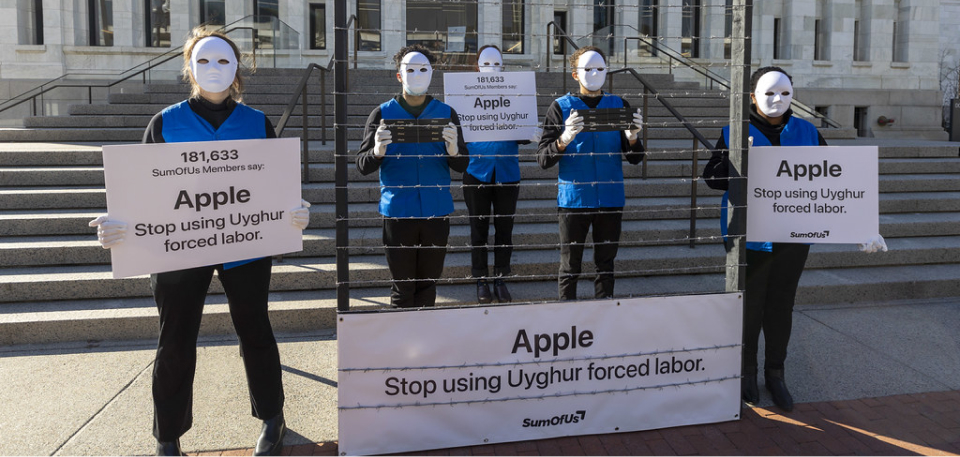 181,633
SumOfUs Members say:
Apple
Stop using Uyghur
forced labor.
181,633
SumOfUs Members say:
Apple
Stop using Uyghur
forced labor.
Apple
Stop using Uyghur
forced labor.
SumOfUs
Apple
Stop using Uyghur forced labor.
SumOfUs